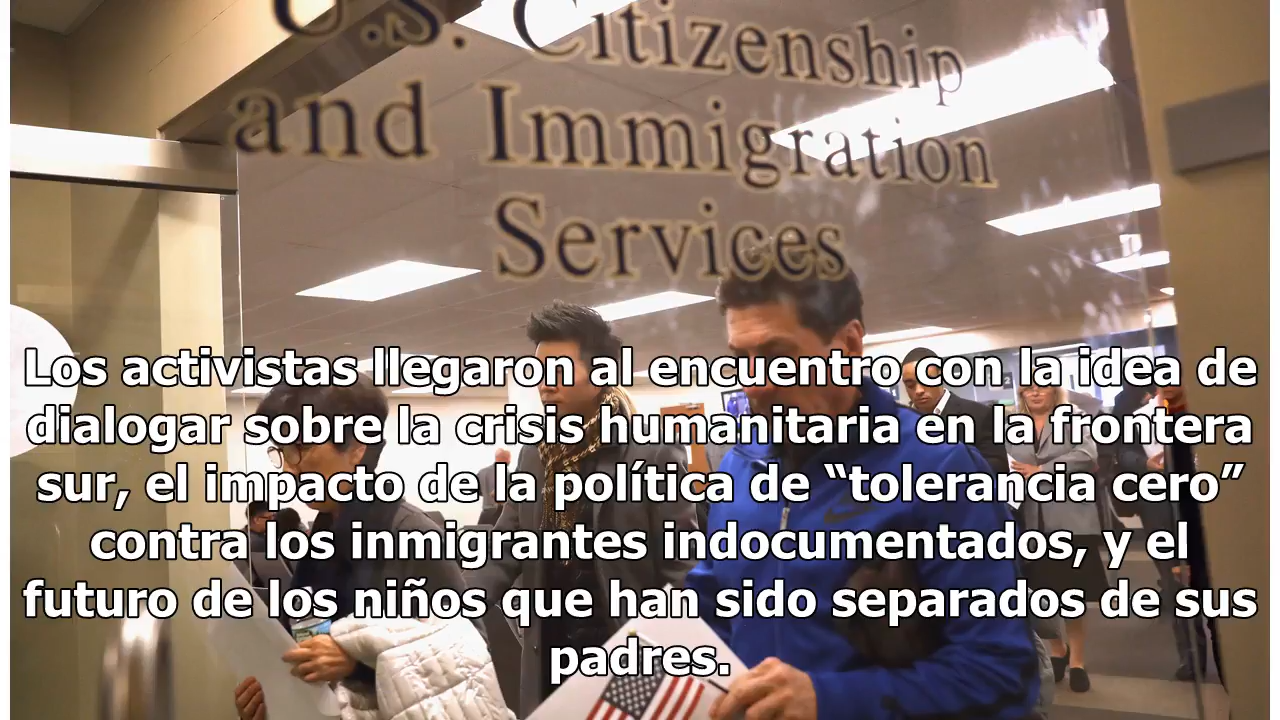 U.S. Citizenship
and Immigration
Services
Los activistas llegaron al encuentro con la idea de
dialogar sobre la crisis humanitaria en la frontera
sur, el impacto de la política de “tolerancia cero”
contra los inmigrantes indocumentados, y el
futuro de los niños que han sido separados de sus
padres.